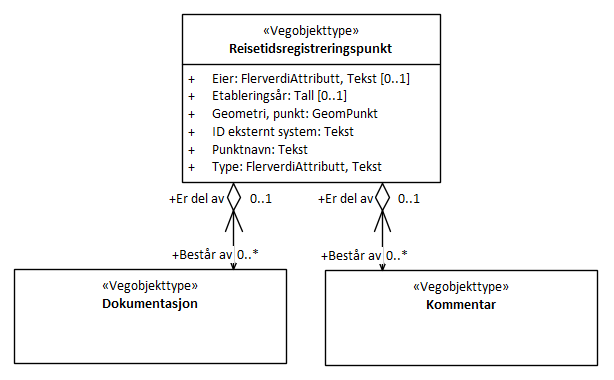 «Vegobjekttype»
Reisetidsregistreringspunkt
+ Eier: FlerverdiAttributt, Tekst [0..1]
+ Etableringsår: Tall [0..1]
+ Geometri, punkt: GeomPunkt
+ ID eksternt system: Tekst
+ Punktnavn: Tekst
+ Type: FlerverdiAttributt, Tekst
+Er del av 0..1 +Er del av 0..1
+Består av 0..* +Består av 0..*
«Vegobjekttype»
Dokumentasjon
«Vegobjekttype»
Kommentar